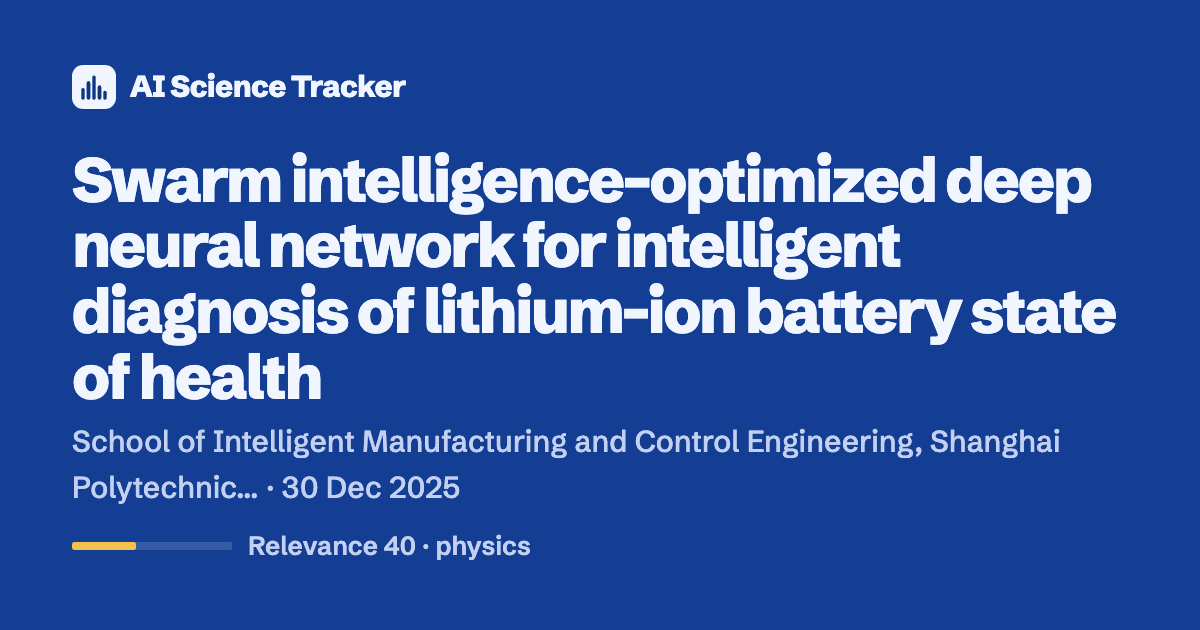 AI Science Tracker
Swarm intelligence-optimized deep
neural network for intelligent
diagnosis of lithium-ion battery state
of health
School of Intelligent Manufacturing and Control Engineering, Shanghai
Polytechnic... · 30 Dec 2025
Relevance 40 · physics